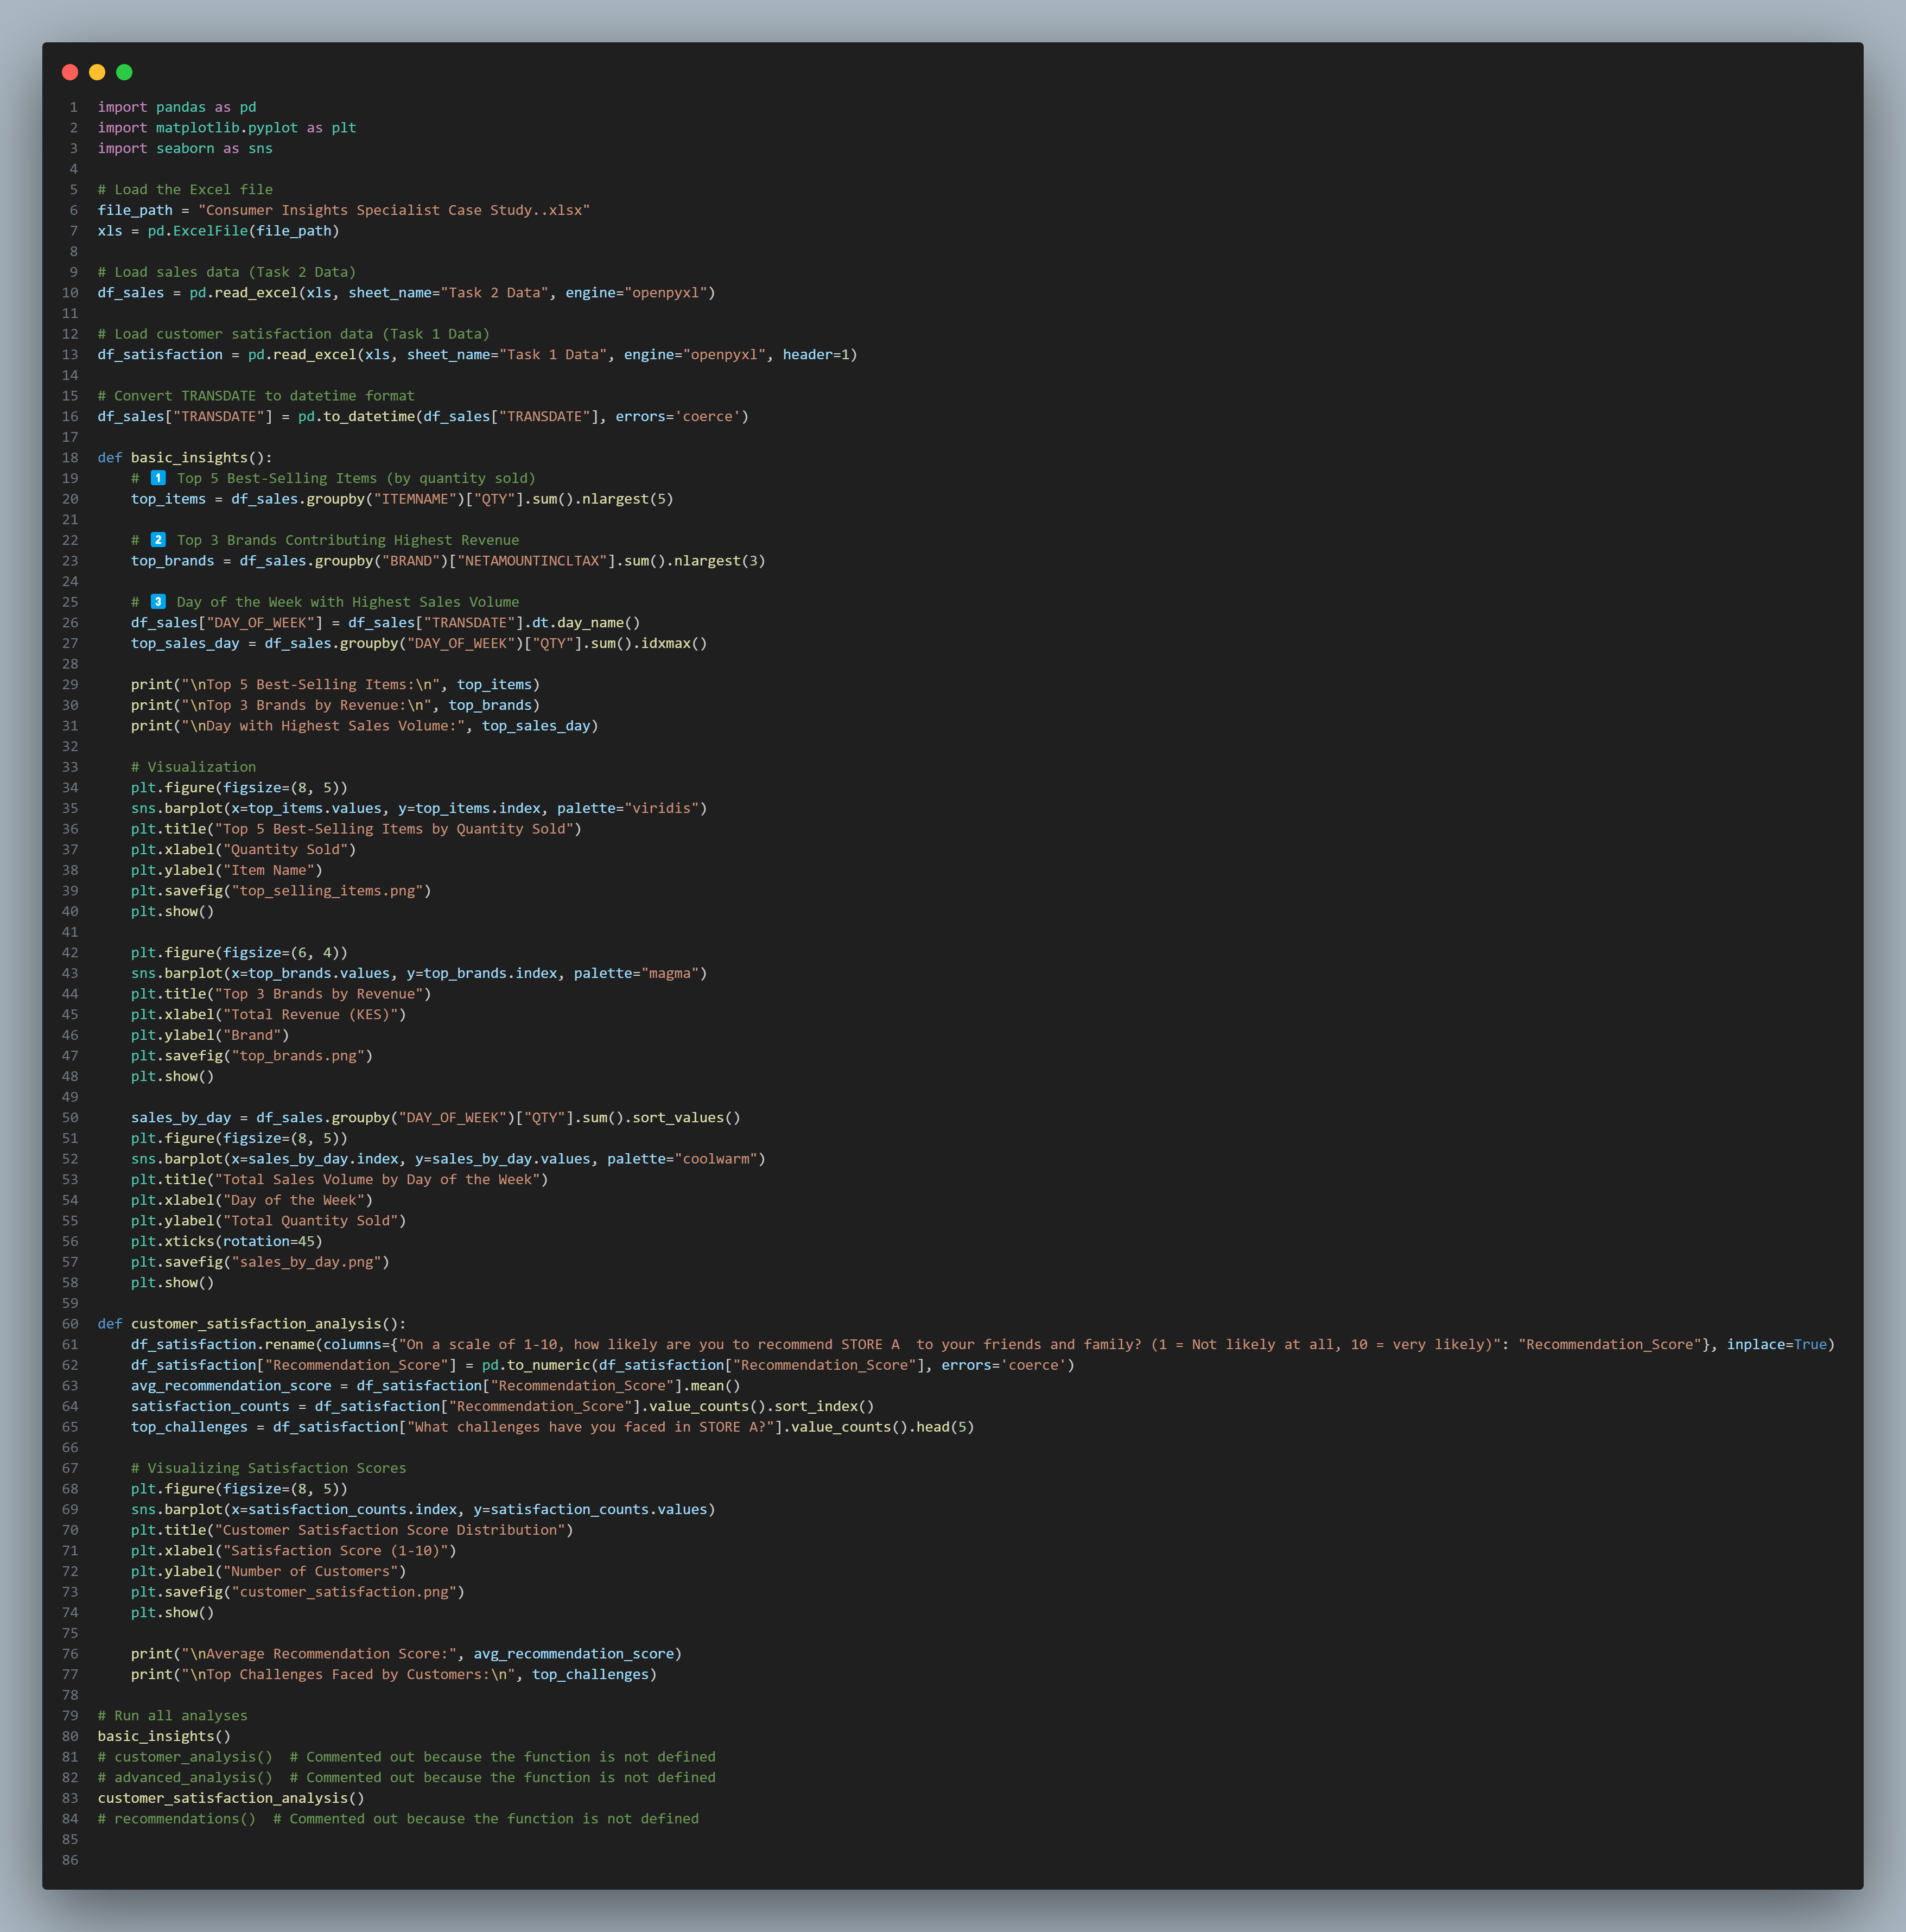 1 import pandas as pd
2 import matplotlib.pyplot as plt
3 import seaborn as sns
4
5 # Load the Excel file
6 file_path = "Consumer Insights Specialist Case Study..xlsx"
7 xls = pd.ExcelFile(file_path)
8
9 # Load sales data (Task 2 Data)
10 df_sales = pd.read_excel(xls, sheet_name="Task 2 Data", engine="openpyxl")
11
12 # Load customer satisfaction data (Task 1 Data)
13 df_satisfaction = pd.read_excel(xls, sheet_name="Task 1 Data", engine="openpyxl", header=1)
14
15 # Convert TRANSDATE to datetime format
16 df_sales["TRANSDATE"] = pd.to_datetime(df_sales["TRANSDATE"], errors='coerce')
17
18 def basic_insights():
19     # 1️⃣ Top 5 Best-Selling Items (by quantity sold)
20     top_items = df_sales.groupby("ITEMNAME")["QTY"].sum().nlargest(5)
21
22     # 2️⃣ Top 3 Brands Contributing Highest Revenue
23     top_brands = df_sales.groupby("BRAND")["NETAMOUNTINCLTAX"].sum().nlargest(3)
24
25     # 3️⃣ Day of the Week with Highest Sales Volume
26     df_sales["DAY_OF_WEEK"] = df_sales["TRANSDATE"].dt.day_name()
27     top_sales_day = df_sales.groupby("DAY_OF_WEEK")["QTY"].sum().idxmax()
28
29     print("\nTop 5 Best-Selling Items:\n", top_items)
30     print("\nTop 3 Brands by Revenue:\n", top_brands)
31     print("\nDay with Highest Sales Volume:", top_sales_day)
32
33     # Visualization
34     plt.figure(figsize=(8, 5))
35     sns.barplot(x=top_items.values, y=top_items.index, palette="viridis")
36     plt.title("Top 5 Best-Selling Items by Quantity Sold")
37     plt.xlabel("Quantity Sold")
38     plt.ylabel("Item Name")
39     plt.savefig("top_selling_items.png")
40     plt.show()
41
42     plt.figure(figsize=(6, 4))
43     sns.barplot(x=top_brands.values, y=top_brands.index, palette="magma")
44     plt.title("Top 3 Brands by Revenue")
45     plt.xlabel("Total Revenue (KES)")
46     plt.ylabel("Brand")
47     plt.savefig("top_brands.png")
48     plt.show()
49
50     sales_by_day = df_sales.groupby("DAY_OF_WEEK")["QTY"].sum().sort_values()
51     plt.figure(figsize=(8, 5))
52     sns.barplot(x=sales_by_day.index, y=sales_by_day.values, palette="coolwarm")
53     plt.title("Total Sales Volume by Day of the Week")
54     plt.xlabel("Day of the Week")
55     plt.ylabel("Total Quantity Sold")
56     plt.xticks(rotation=45)
57     plt.savefig("sales_by_day.png")
58     plt.show()
59
60 def customer_satisfaction_analysis():
61     df_satisfaction.rename(columns={"On a scale of 1-10, how likely are you to recommend STORE A  to your friends and family? (1 = Not likely at all, 10 = very likely)": "Recommendation_Score"}, inplace=True)
62     df_satisfaction["Recommendation_Score"] = pd.to_numeric(df_satisfaction["Recommendation_Score"], errors='coerce')
63     avg_recommendation_score = df_satisfaction["Recommendation_Score"].mean()
64     satisfaction_counts = df_satisfaction["Recommendation_Score"].value_counts().sort_index()
65     top_challenges = df_satisfaction["What challenges have you faced in STORE A?"].value_counts().head(5)
66
67     # Visualizing Satisfaction Scores
68     plt.figure(figsize=(8, 5))
69     sns.barplot(x=satisfaction_counts.index, y=satisfaction_counts.values)
70     plt.title("Customer Satisfaction Score Distribution")
71     plt.xlabel("Satisfaction Score (1-10)")
72     plt.ylabel("Number of Customers")
73     plt.savefig("customer_satisfaction.png")
74     plt.show()
75
76     print("\nAverage Recommendation Score:", avg_recommendation_score)
77     print("\nTop Challenges Faced by Customers:\n", top_challenges)
78
79 # Run all analyses
80 basic_insights()
81 # customer_analysis()  # Commented out because the function is not defined
82 # advanced_analysis()  # Commented out because the function is not defined
83 customer_satisfaction_analysis()
84 # recommendations()  # Commented out because the function is not defined
85
86